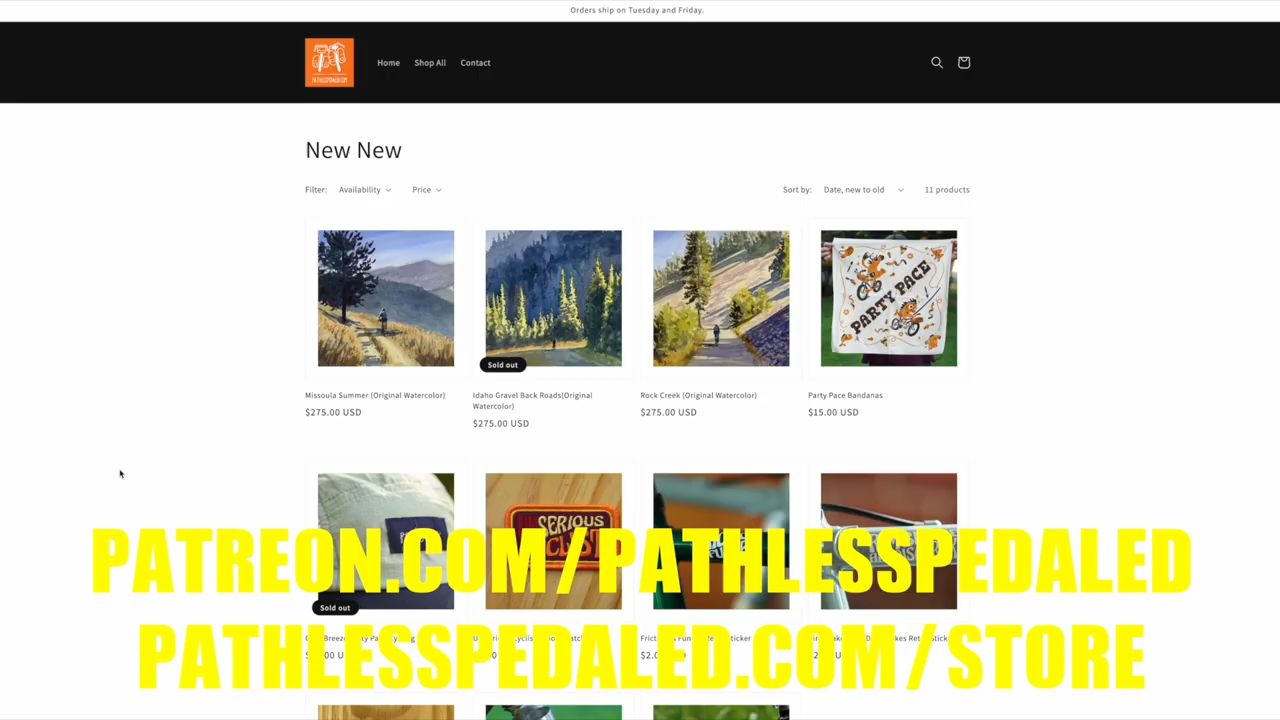 Orders ship on Tuesday and Friday.
PATHLESSPEDALED.COM
Home Shop All Contact
New New
Filter: Availability Price
Sort by: Date, new to old 11 products
PARTY PACE
Sold out
Missoula Summer (Original Watercolor)
$275.00 USD
Idaho Gravel Back Roads(Original
Watercolor)
$275.00 USD
Rock Creek (Original Watercolor)
$275.00 USD
Party Pace Bandanas
$15.00 USD
SERIOUS
Sold out
PATREON.COM/PATHLESSPEDALED
PATHLESSPEDALED.COM/STORE